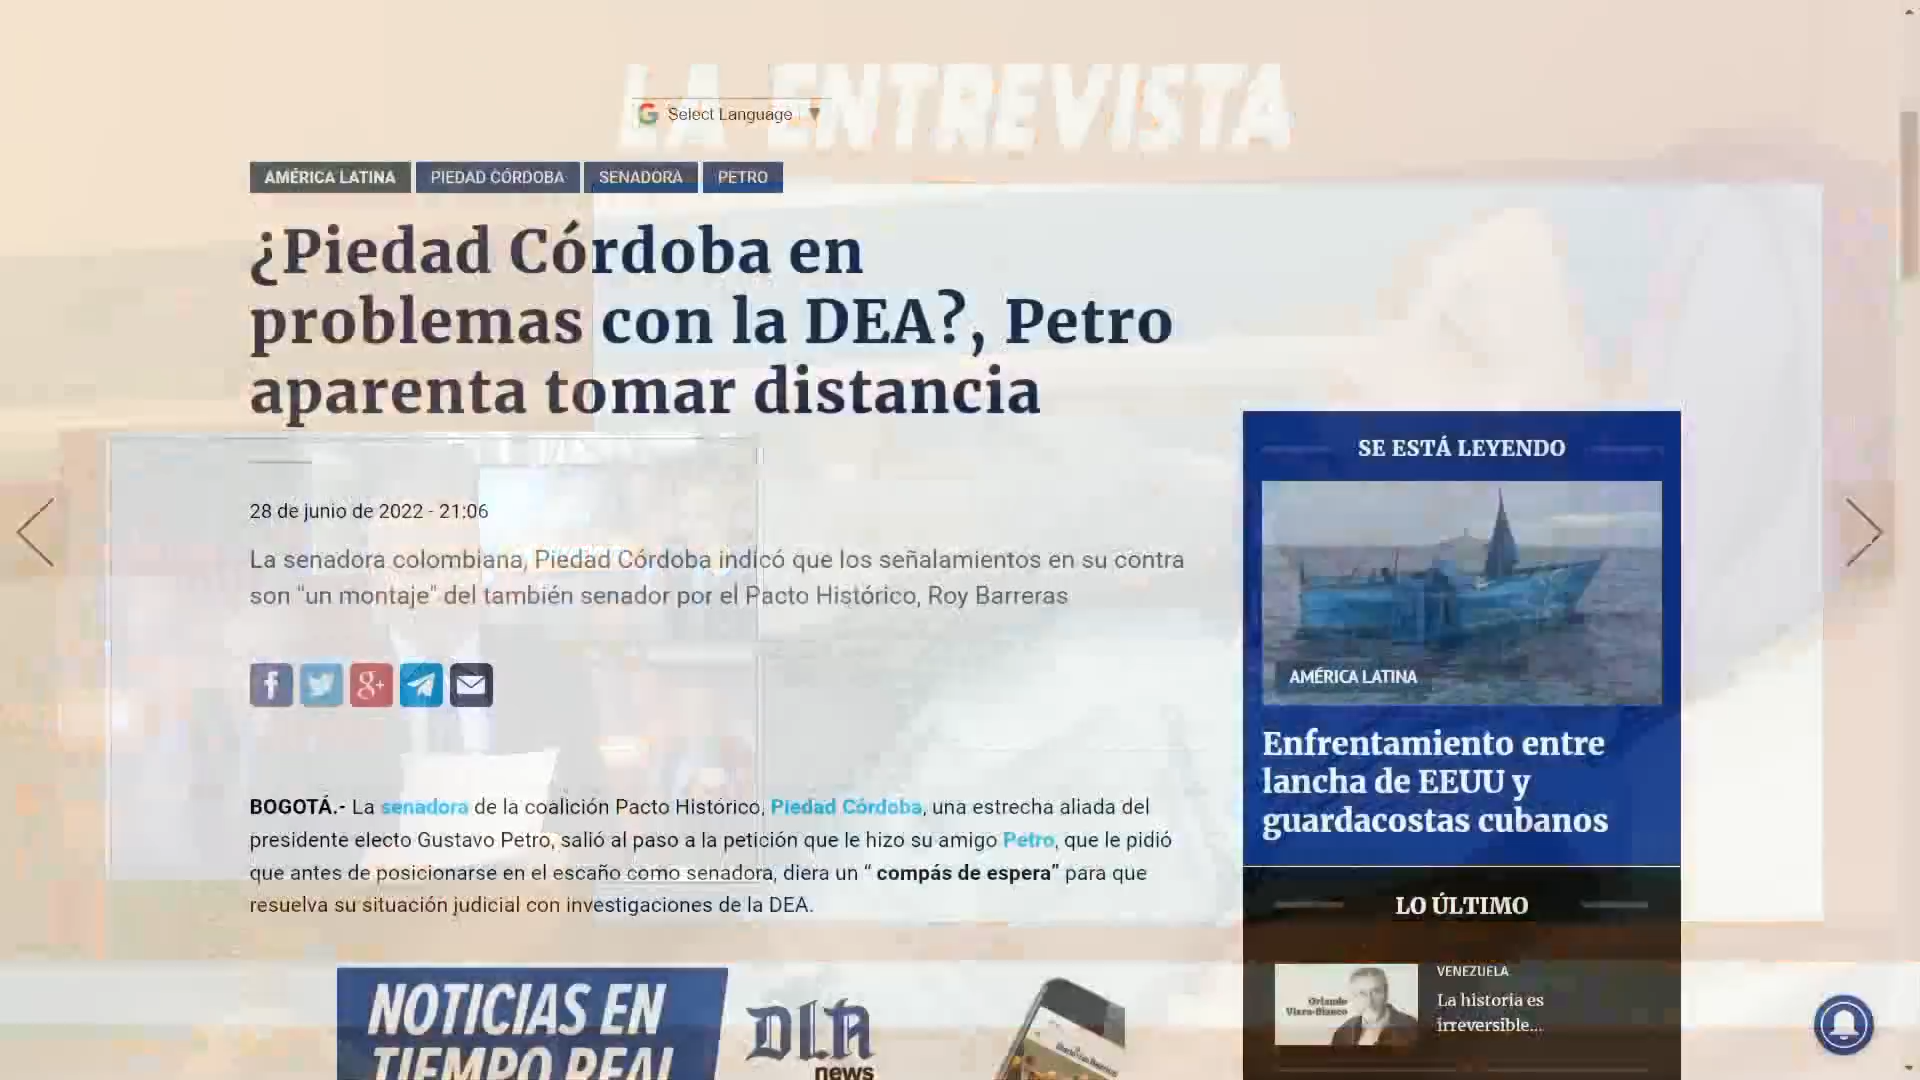 LA ENTREVISTA
Select Language ▼
AMÉRICA LATINA
PIEDAD CÓRDOBA
SENADORA
PETRO
¿Piedad Córdoba en
problemas con la DEA?, Petro
aparenta tomar distancia
28 de junio de 2022 - 21:06
La senadora colombiana, Piedad Córdoba indicó que los señalamientos en su contra
son "un montaje" del también senador por el Pacto Histórico, Roy Barreras
BOGOTÁ.- La senadora de la coalición Pacto Histórico, Piedad Córdoba, una estrecha aliada del
presidente electo Gustavo Petro, salió al paso a la petición que le hizo su amigo Petro, que le pidió
que antes de posicionarse en el escaño como senadora, diera un “ compás de espera” para que
resuelva su situación judicial con investigaciones de la DEA.
NOTICIAS EN
TIEMPO REAL
DLA
news
SE ESTÁ LEYENDO
AMÉRICA LATINA
Enfrentamiento entre
lancha de EEUU y
guardacostas cubanos
LO ÚLTIMO
Orlando
Viera-Blanco
VENEZUELA
La historia es
irreversible...